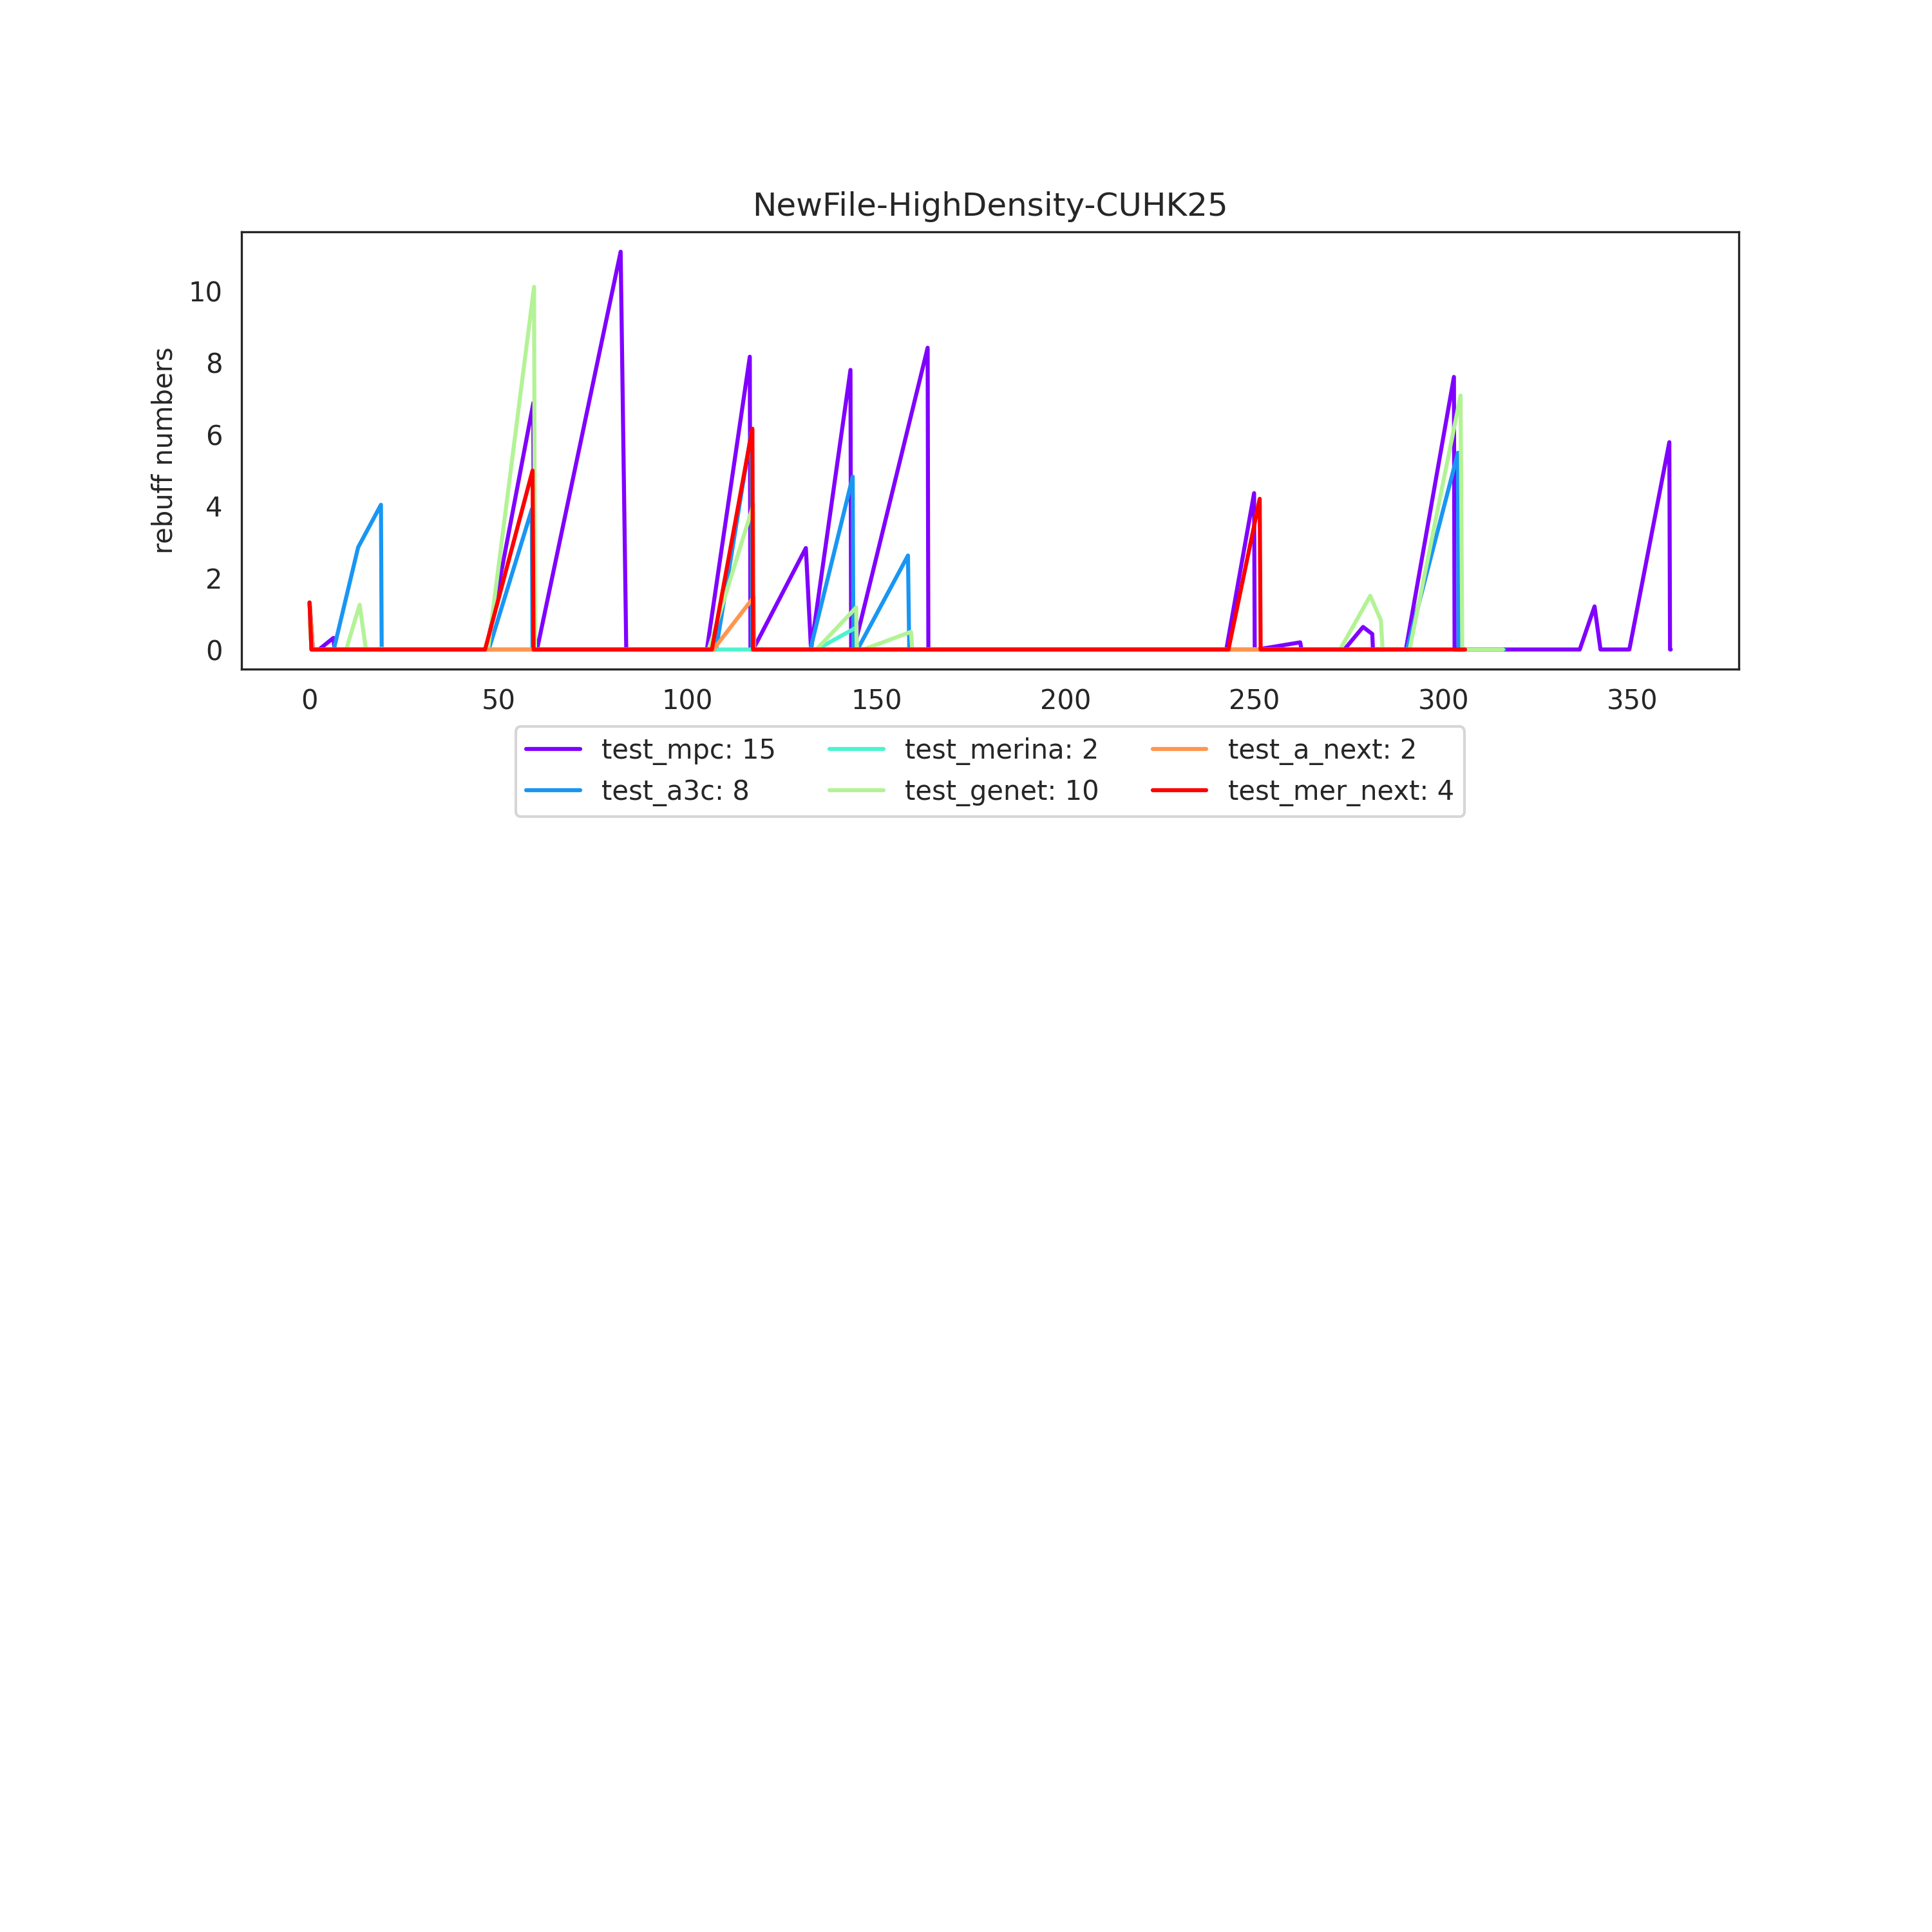 NewFile-HighDensity-CUHK25
rebuff numbers
10
8
6
4
2
0
0 50 100 150 200 250 300 350
test_mpc: 15 test_merina: 2 test_a_next: 2
test_a3c: 8 test_genet: 10 test_mer_next: 4